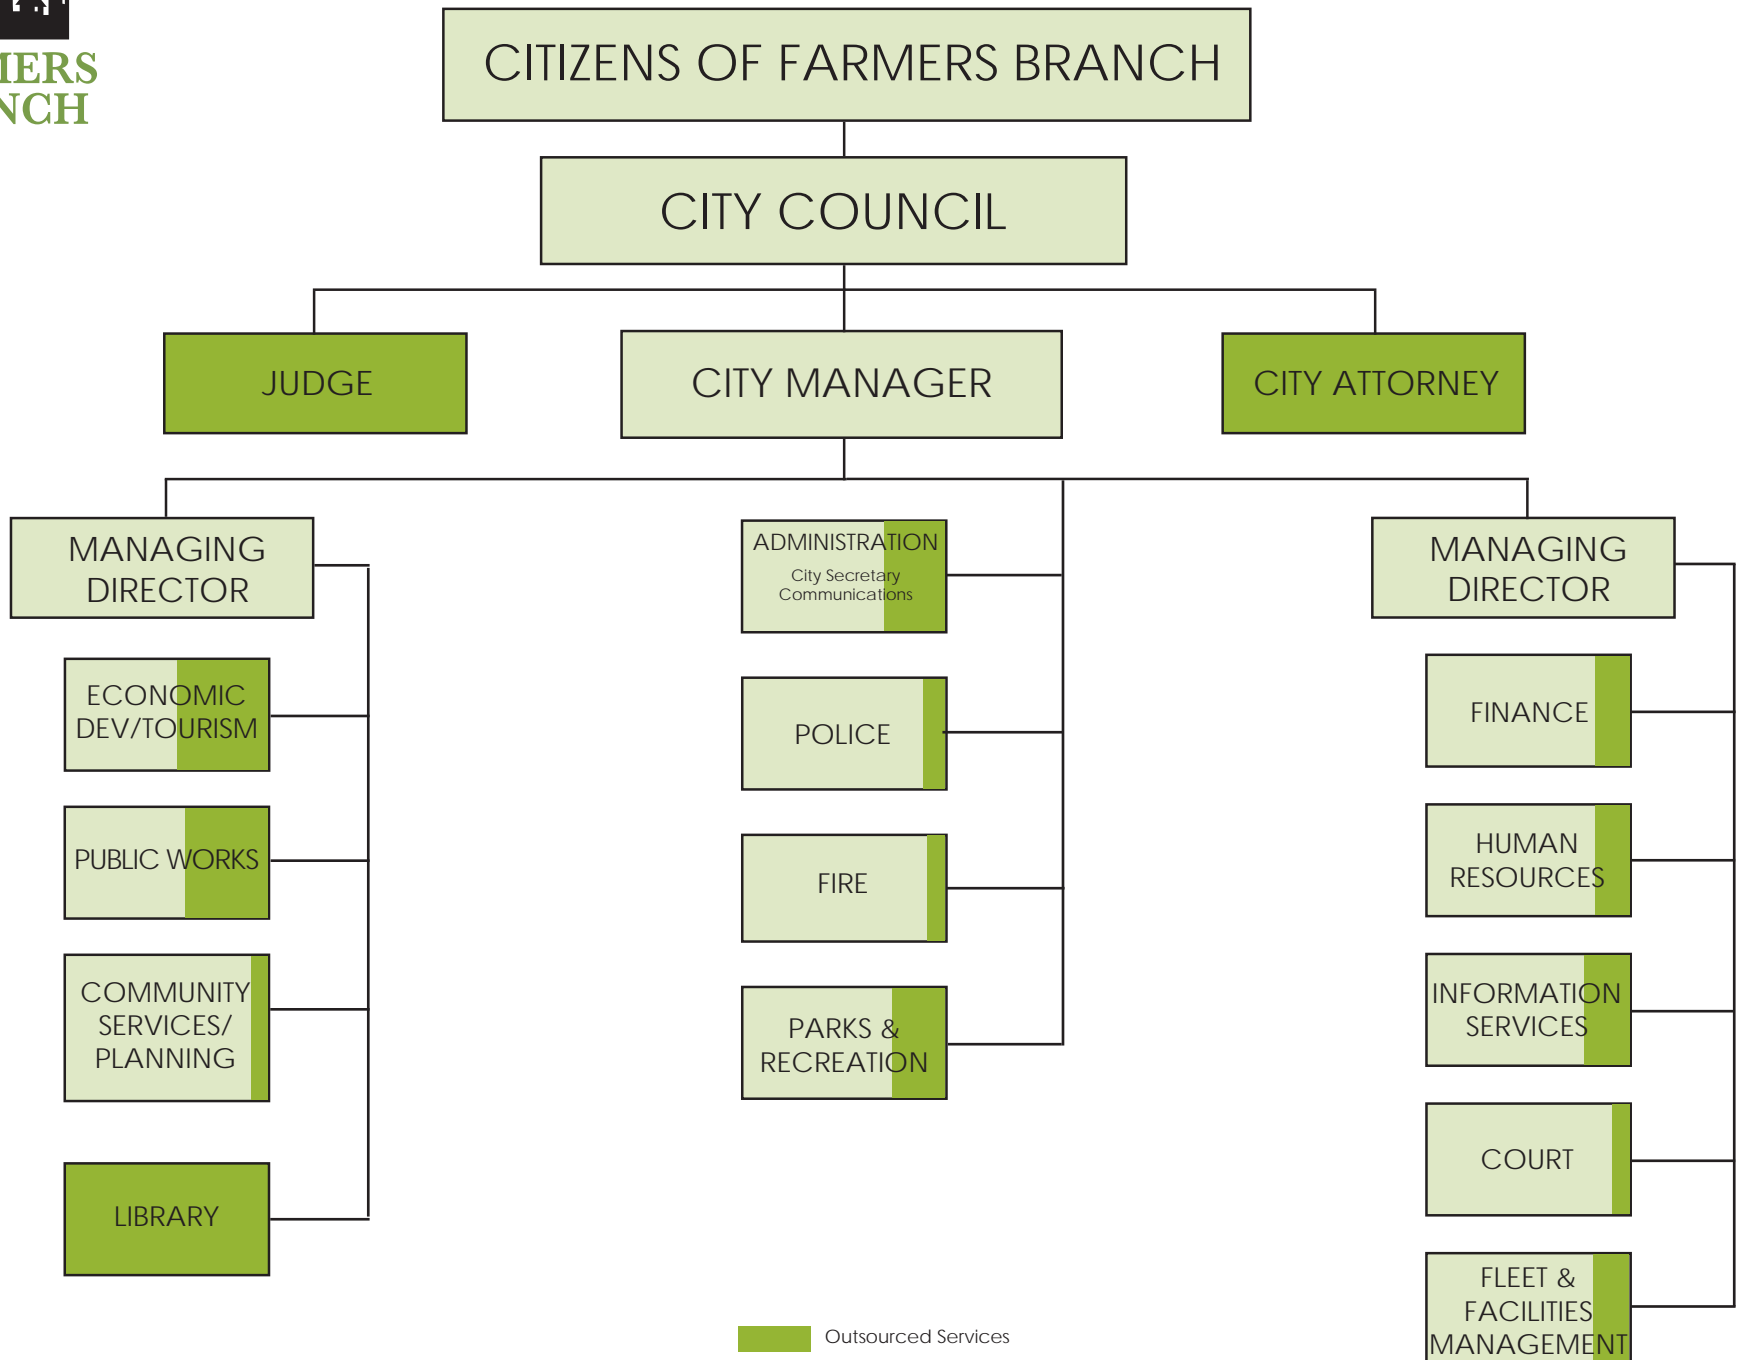 MERS
NCH
CITIZENS OF FARMERS BRANCH
CITY COUNCIL
JUDGE
CITY MANAGER
CITY ATTORNEY
MANAGING
DIRECTOR
ECONOMIC
DEV/TOURISM
PUBLIC WORKS
COMMUNITY
SERVICES/
PLANNING
LIBRARY
ADMINISTRATION
City Secretary
Communications
POLICE
FIRE
PARKS &
RECREATION
MANAGING
DIRECTOR
FINANCE
HUMAN
RESOURCES
INFORMATION
SERVICES
COURT
FLEET &
FACILITIES
MANAGEMENT
Outsourced Services